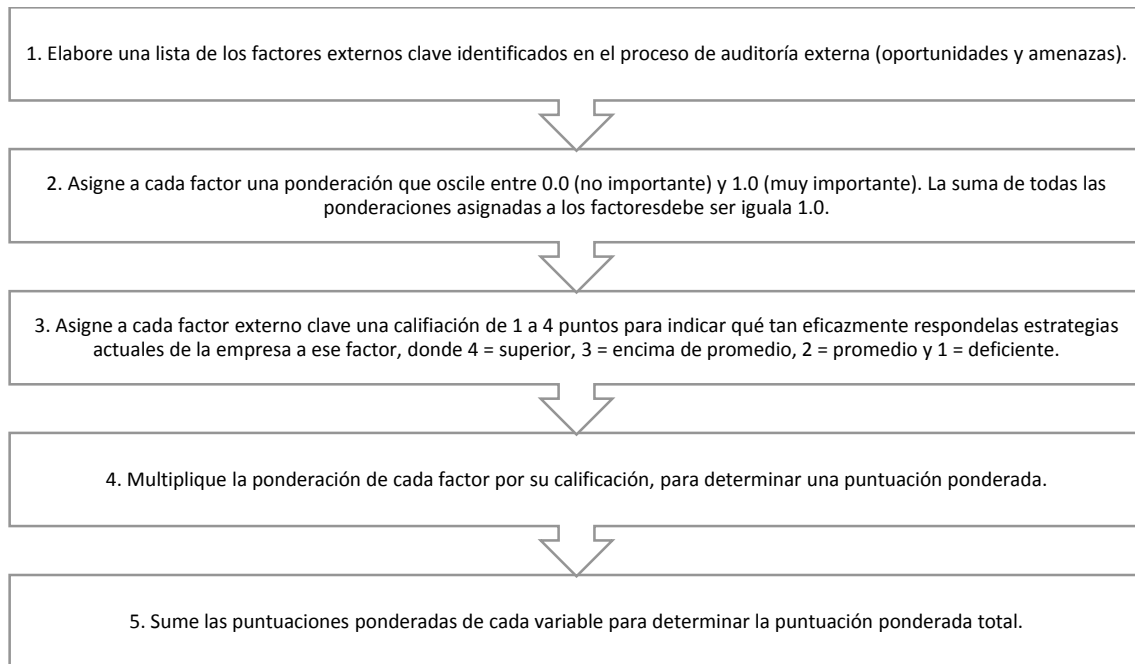 1. Elabore una lista de los factores externos clave identificados en el proceso de auditoría externa (oportunidades y amenazas).
2. Asigne a cada factor una ponderación que oscile entre 0.0 (no importante) y 1.0 (muy importante). La suma de todas las
ponderaciones asignadas a los factoresdebe ser iguala 1.0.
3. Asigne a cada factor externo clave una califiación de 1 a 4 puntos para indicar qué tan eficazmente respondelas estrategias
actuales de la empresa a ese factor, donde 4 = superior, 3 = encima de promedio, 2 = promedio y 1 = deficiente.
4. Multiplique la ponderación de cada factor por su calificación, para determinar una puntuación ponderada.
5. Sume las puntuaciones ponderadas de cada variable para determinar la puntuación ponderada total.